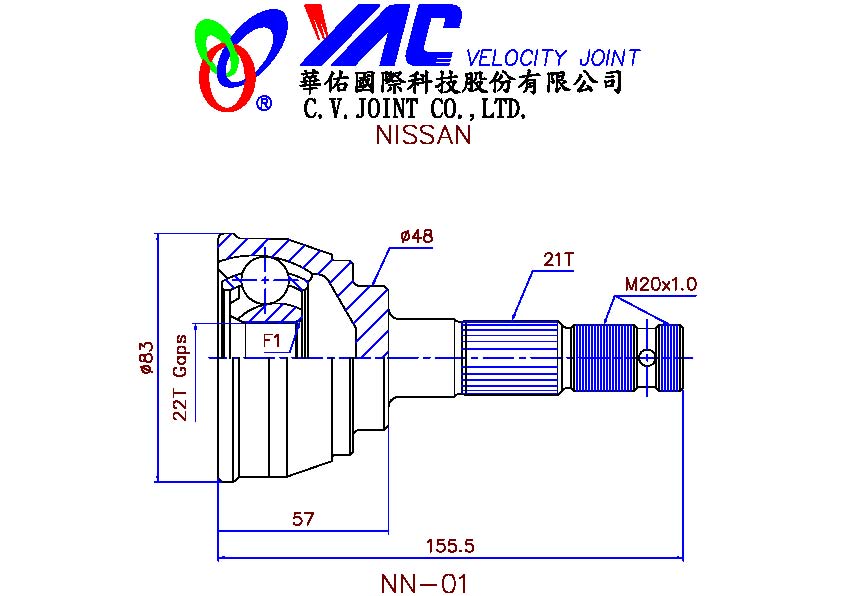 YAC VELOCITY JOINT
®
華佑國際科技股份有限公司
C.V.JOINT CO.,LTD.
NISSAN
ø48
21T
M20x1.0
F1
ø83
22T Gaps
57
155.5
NN-01